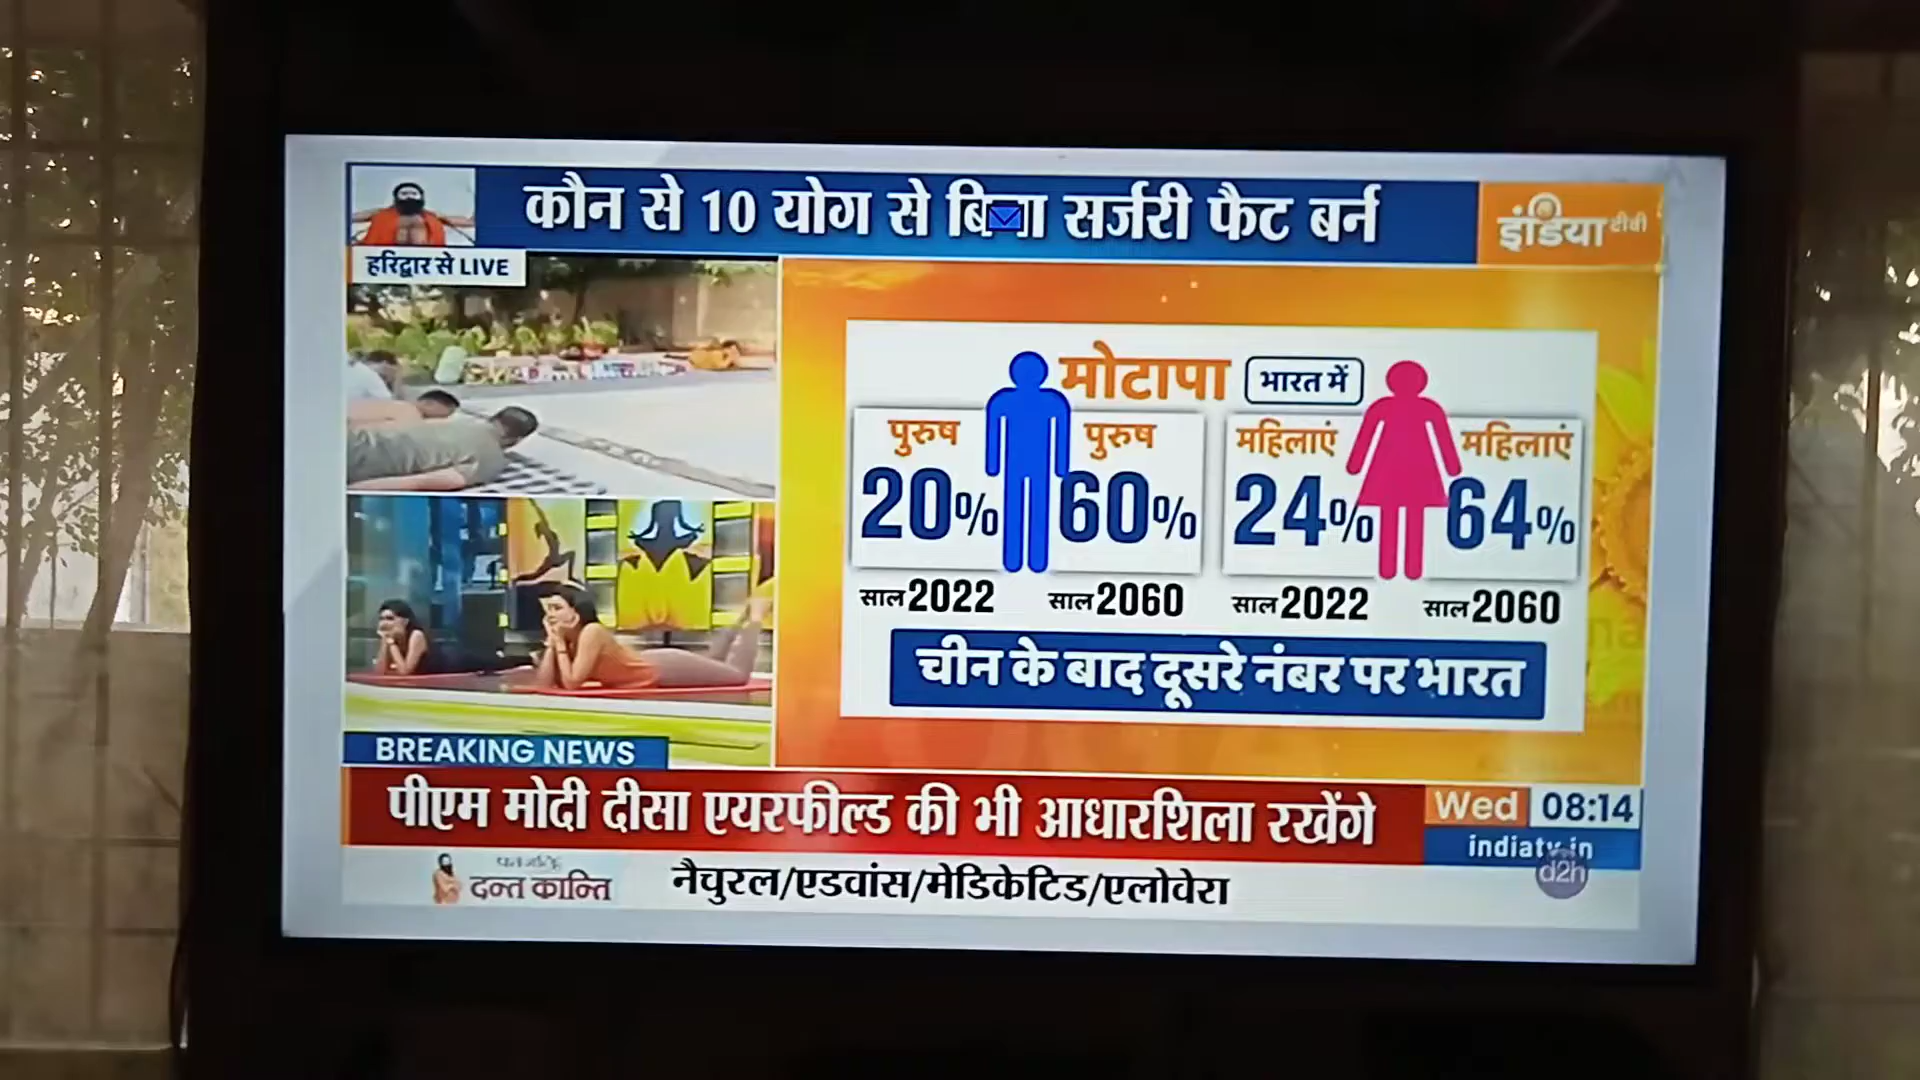 कौन से 10 योग से बिना सर्जरी फैट बर्न
इंडिया टीवी
हरिद्वार से LIVE
मोटापा भारत में
पुरुष पुरुष महिलाएं महिलाएं
20% 60% 24% 64%
साल 2022 साल 2060 साल 2022 साल 2060
चीन के बाद दूसरे नंबर पर भारत
BREAKING NEWS
पीएम मोदी दीसा एयरफील्ड की भी आधारशिला रखेंगे
Wed 08:14
indiatv.in
d2h
पतंजलि
दन्त कान्ति
नैचुरल/एडवांस/मेडिकेटिड/एलोवेरा